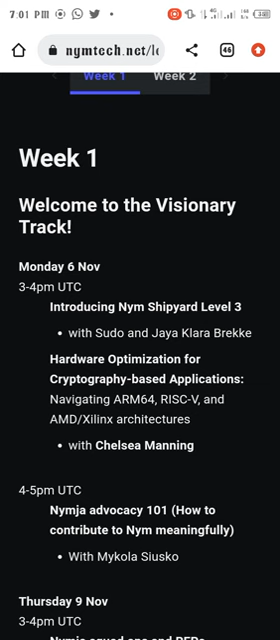 7:01 PM
nymtech.net/le
46
Week 1 Week 2
Week 1
Welcome to the Visionary
Track!
Monday 6 Nov
3-4pm UTC
Introducing Nym Shipyard Level 3
• with Sudo and Jaya Klara Brekke
Hardware Optimization for
Cryptography-based Applications:
Navigating ARM64, RISC-V, and
AMD/Xilinx architectures
• with Chelsea Manning
4-5pm UTC
Nymja advocacy 101 (How to
contribute to Nym meaningfully)
• With Mykola Siusko
Thursday 9 Nov
3-4pm UTC